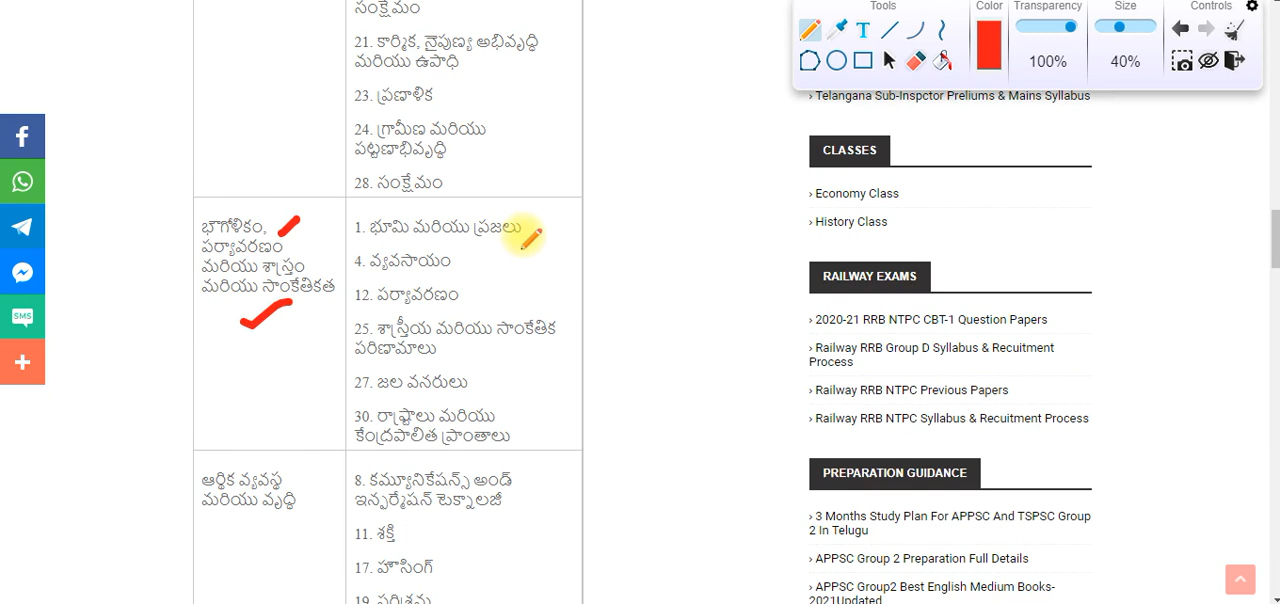 సంక్షేమం
21. కార్మిక, నైపుణ్య అభివృద్ధి
మరియు ఉపాధి
23. ప్రణాళిక
24. గ్రామీణ మరియు
పట్టణాభివృద్ధి
28. సంక్షేమం
భౌగోళికం,
పర్యావరణం
మరియు శాస్త్రం
మరియు సాంకేతికత
1. భూమి మరియు ప్రజలు
4. వ్యవసాయం
12. పర్యావరణం
25. శాస్త్రీయ మరియు సాంకేతిక
పరిణామాలు
27. జల వనరులు
30. రాష్ట్రాలు మరియు
కేంద్రపాలిత ప్రాంతాలు
ఆర్థిక వ్యవస్థ
మరియు వృద్ధి
8. కమ్యూనికేషన్స్ అండ్
ఇన్ఫర్మేషన్ టెక్నాలజీ
11. శక్తి
17. హౌసింగ్
19. పరిశ్రమ
Tools
Color
Transparency
Size
Controls
T
100%
40%
› Telangana Sub-Inspctor Preliums & Mains Syllabus
CLASSES
› Economy Class
› History Class
RAILWAY EXAMS
› 2020-21 RRB NTPC CBT-1 Question Papers
› Railway RRB Group D Syllabus & Recuitment
Process
› Railway RRB NTPC Previous Papers
› Railway RRB NTPC Syllabus & Recuitment Process
PREPARATION GUIDANCE
› 3 Months Study Plan For APPSC And TSPSC Group
2 In Telugu
› APPSC Group 2 Preparation Full Details
› APPSC Group2 Best English Medium Books-
2021Updated
SMS